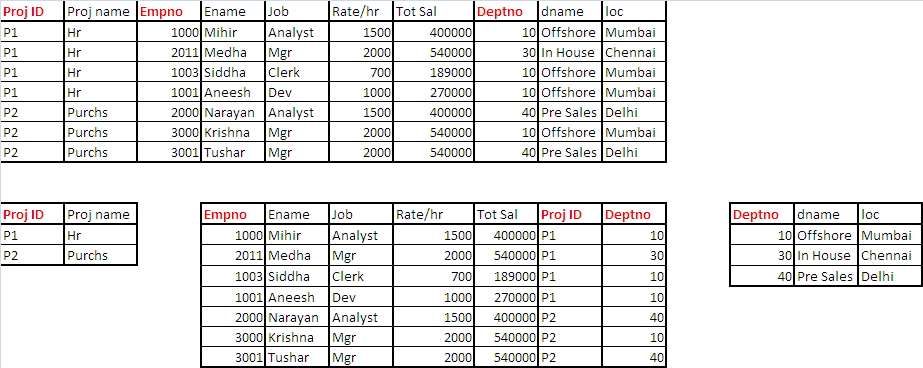 Proj ID Proj name Empno Ename Job Rate/hr Tot Sal Deptno dname loc
P1 Hr 1000 Mihir Analyst 1500 400000 10 Offshore Mumbai
P1 Hr 2011 Medha Mgr 2000 540000 30 In House Chennai
P1 Hr 1003 Siddha Clerk 700 189000 10 Offshore Mumbai
P1 Hr 1001 Aneesh Dev 1000 270000 10 Offshore Mumbai
P2 Purchs 2000 Narayan Analyst 1500 400000 40 Pre Sales Delhi
P2 Purchs 3000 Krishna Mgr 2000 540000 10 Offshore Mumbai
P2 Purchs 3001 Tushar Mgr 2000 540000 40 Pre Sales Delhi
Proj ID Proj name
P1 Hr
P2 Purchs
Empno Ename Job Rate/hr Tot Sal Proj ID Deptno
1000 Mihir Analyst 1500 400000 P1 10
2011 Medha Mgr 2000 540000 P1 30
1003 Siddha Clerk 700 189000 P1 10
1001 Aneesh Dev 1000 270000 P1 10
2000 Narayan Analyst 1500 400000 P2 40
3000 Krishna Mgr 2000 540000 P2 10
3001 Tushar Mgr 2000 540000 P2 40
Deptno dname loc
10 Offshore Mumbai
30 In House Chennai
40 Pre Sales Delhi